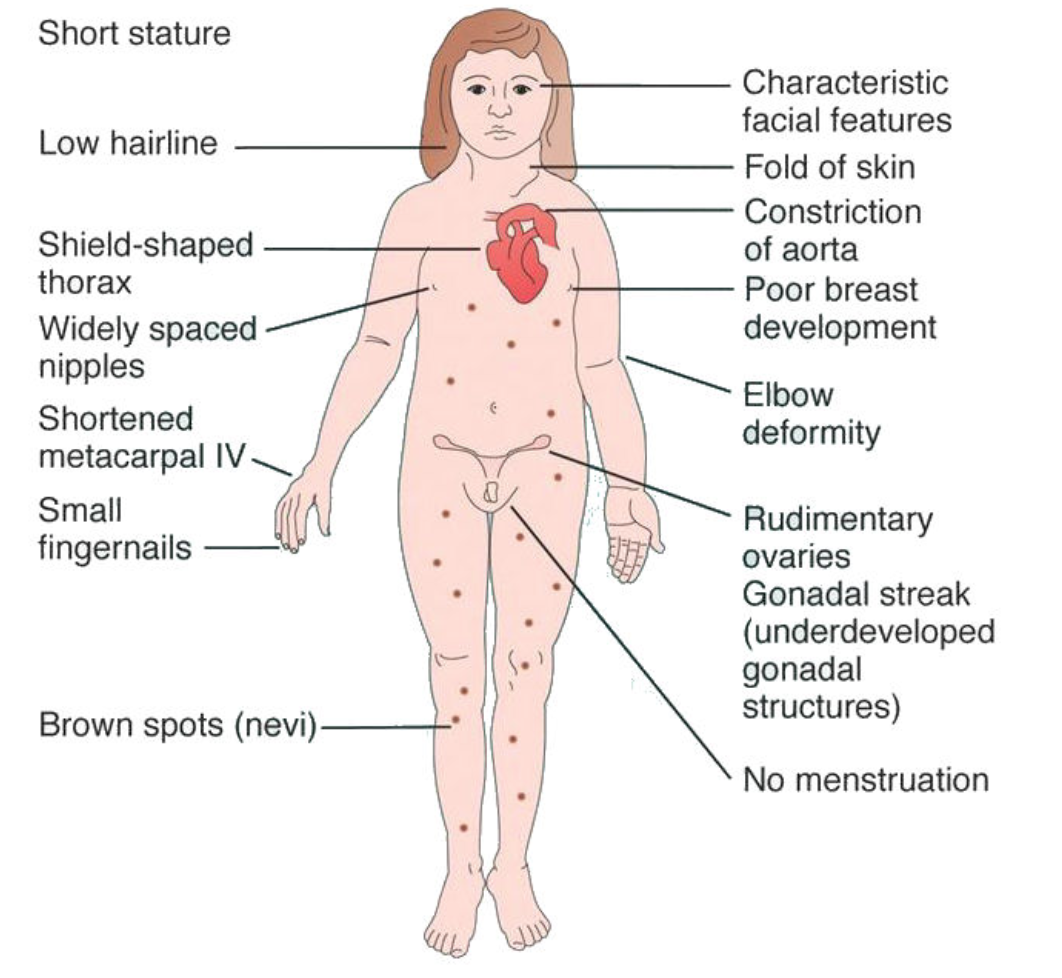 Short stature
Low hairline
Shield-shaped
thorax
Widely spaced
nipples
Shortened
metacarpal IV
Small
fingernails
Brown spots (nevi)
Characteristic
facial features
Fold of skin
Constriction
of aorta
Poor breast
development
Elbow
deformity
Rudimentary
ovaries
Gonadal streak
(underdeveloped
gonadal
structures)
No menstruation